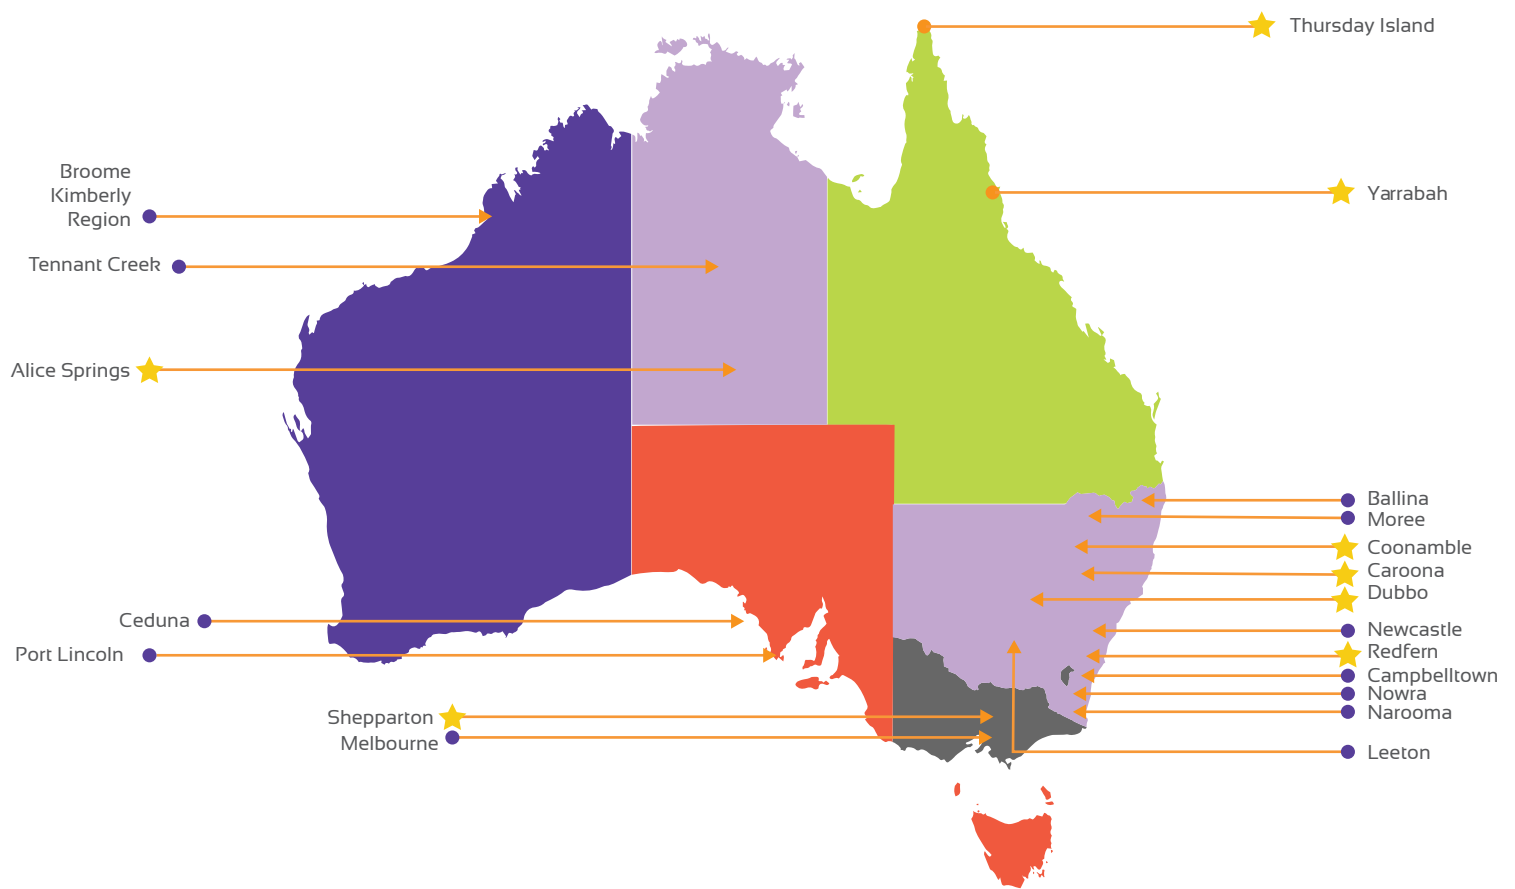 Thursday Island
Broome
Kimberly
Region
Yarrabah
Tennant Creek
Alice Springs
Ballina
Moree
Coonamble
Caroona
Dubbo
Ceduna
Newcastle
Port Lincoln
Redfern
Campbelltown
Nowra
Narooma
Shepparton
Melbourne
Leeton